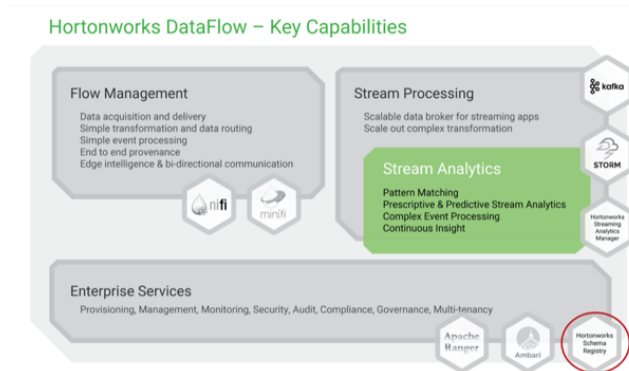 Hortonworks DataFlow – Key Capabilities
Flow Management
Data acquisition and delivery
Simple transformation and data routing
Simple event processing
End to end provenance
Edge intelligence & bi-directional communication
nifi
minifi
Stream Processing
Scalable data broker for streaming apps
Scale out complex transformation
kafka
STORM
Stream Analytics
Pattern Matching
Prescriptive & Predictive Stream Analytics
Complex Event Processing
Continuous Insight
Hortonworks
Streaming
Analytics
Manager
Enterprise Services
Provisioning, Management, Monitoring, Security, Audit, Compliance, Governance, Multi-tenancy
Apache
Ranger
Ambari
Hortonworks
Schema
Registry